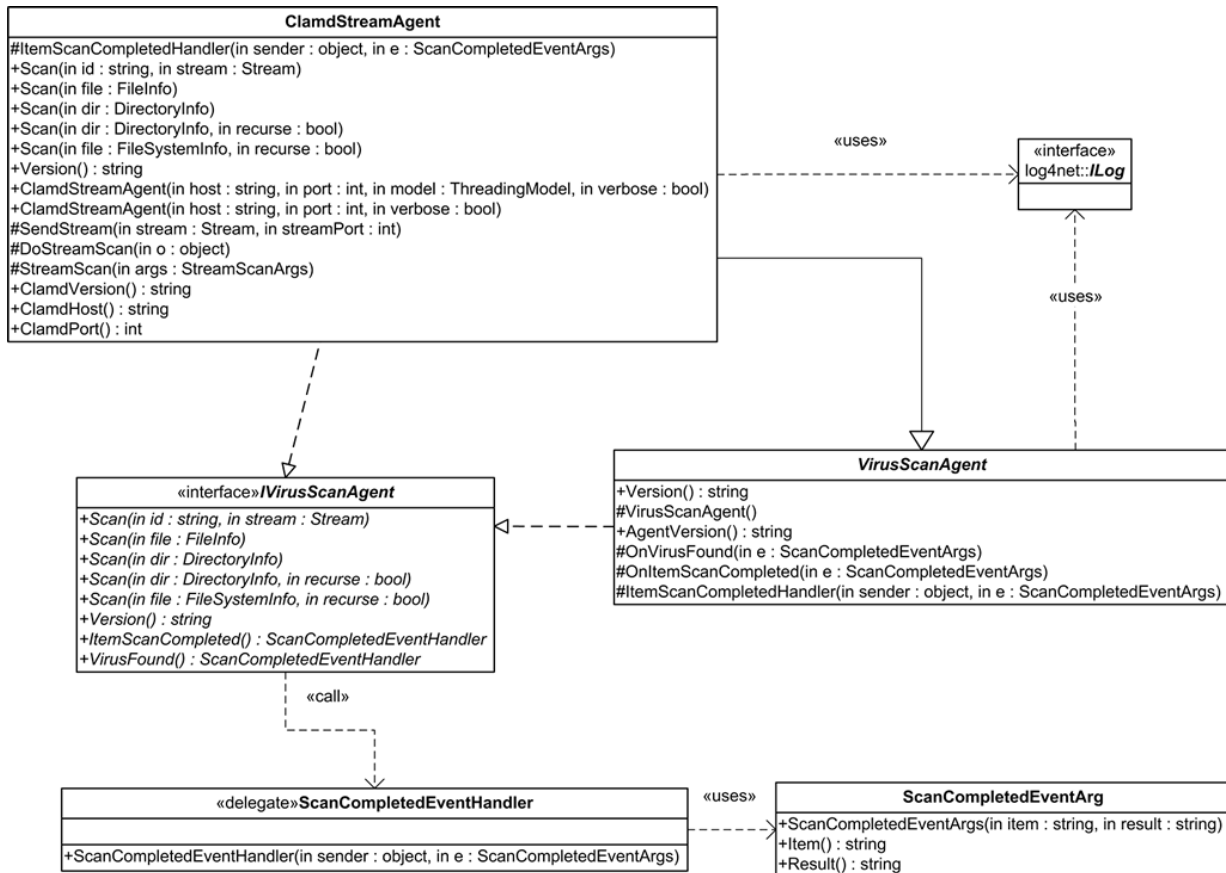 ClamdStreamAgent
#ItemScanCompletedHandler(in sender : object, in e : ScanCompletedEventArgs)
+Scan(in id : string, in stream : Stream)
+Scan(in file : FileInfo)
+Scan(in dir : DirectoryInfo)
+Scan(in dir : DirectoryInfo, in recurse : bool)
+Scan(in file : FileSystemInfo, in recurse : bool)
+Version() : string
+ClamdStreamAgent(in host : string, in port : int, in model : ThreadingModel, in verbose : bool)
+ClamdStreamAgent(in host : string, in port : int, in verbose : bool)
#SendStream(in stream : Stream, in streamPort : int)
#DoStreamScan(in o : object)
#StreamScan(in args : StreamScanArgs)
+ClamdVersion() : string
+ClamdHost() : string
+ClamdPort() : int
«uses»
«interface»
log4net::ILog
«uses»
«interface»IVirusScanAgent
+Scan(in id : string, in stream : Stream)
+Scan(in file : FileInfo)
+Scan(in dir : DirectoryInfo)
+Scan(in dir : DirectoryInfo, in recurse : bool)
+Scan(in file : FileSystemInfo, in recurse : bool)
+Version() : string
+ItemScanCompleted() : ScanCompletedEventHandler
+VirusFound() : ScanCompletedEventHandler
VirusScanAgent
+Version() : string
#VirusScanAgent()
+AgentVersion() : string
#OnVirusFound(in e : ScanCompletedEventArgs)
#OnItemScanCompleted(in e : ScanCompletedEventArgs)
#ItemScanCompletedHandler(in sender : object, in e : ScanCompletedEventArgs)
«call»
«delegate»ScanCompletedEventHandler
+ScanCompletedEventHandler(in sender : object, in e : ScanCompletedEventArgs)
«uses»
ScanCompletedEventArg
+ScanCompletedEventArgs(in item : string, in result : string)
+Item() : string
+Result() : string